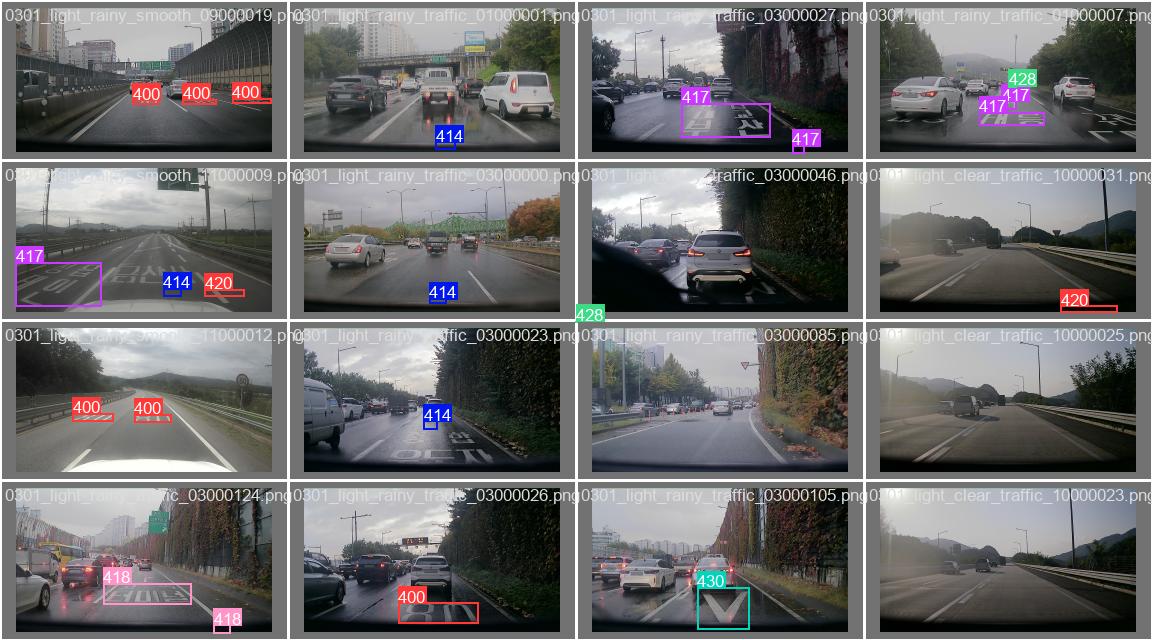 0301_light_rainy_smooth_09000019.png
0301_light_rainy_traffic_01000001.png
0301_light_rainy_traffic_03000027.png
0301_light_rainy_traffic_01000007.png
400
400
400
414
417
417
428
417
417
0301_light_rainy_smooth_11000009.png
0301_light_rainy_traffic_03000000.png
0301_light_rainy_traffic_03000046.png
0301_light_clear_traffic_10000031.png
417
414
420
414
428
420
0301_light_rainy_smooth_11000012.png
0301_light_rainy_traffic_03000023.png
0301_light_rainy_traffic_03000085.png
0301_light_clear_traffic_10000025.png
400
400
414
0301_light_rainy_traffic_03000124.png
0301_light_rainy_traffic_03000026.png
0301_light_rainy_traffic_03000105.png
0301_light_clear_traffic_10000023.png
418
418
400
430